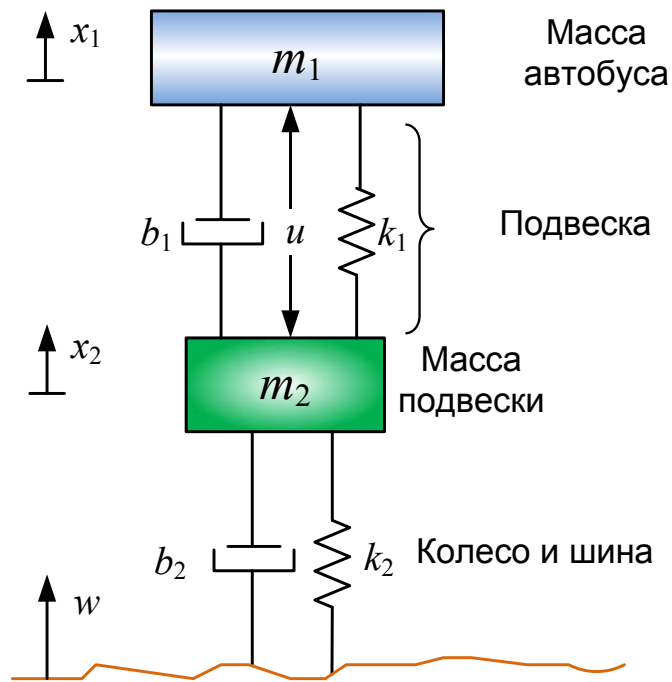 x1
m1
Масса
автобуса
b1
u
k1
Подвеска
x2
m2
Масса
подвески
b2
k2
Колесо и шина
w